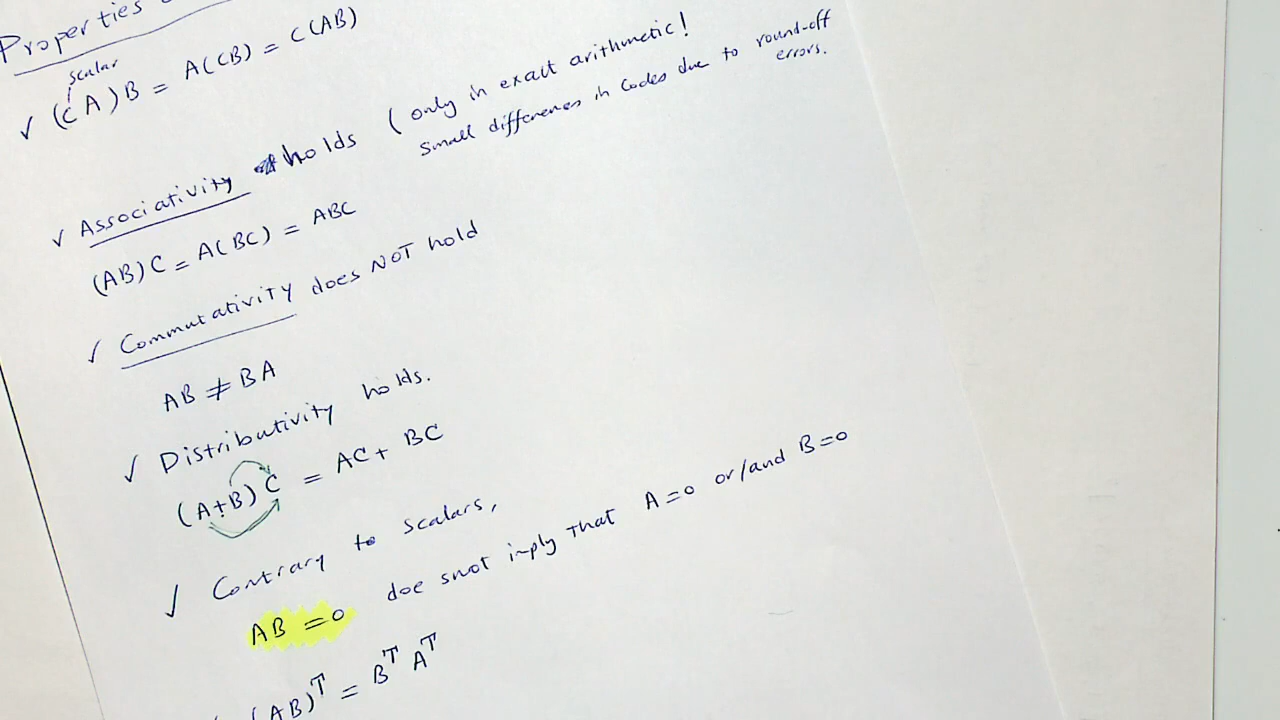 Properties
scalar
✓ (CA)B = A(CB) = C(AB)
✓ Associativity holds (only in exact arithmetic!
small differences in codes due to round-off errors.
(AB)C = A(BC) = ABC
✓ Commutativity does NOT hold
AB ≠ BA
✓ Distributivity holds.
(A+B)C = AC + BC
✓ Contrary to scalars,
AB = 0 doe snot imply that A=0 or/and B=0
(AB)ᵀ = Bᵀ Aᵀ